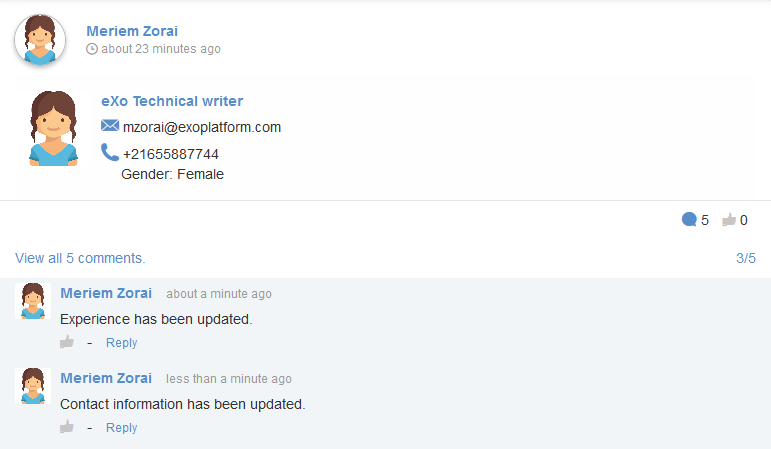 Meriem Zorai
about 23 minutes ago
eXo Technical writer
mzorai@exoplatform.com
+21655887744
Gender: Female
5 0
View all 5 comments. 3/5
Meriem Zorai about a minute ago
Experience has been updated.
- Reply
Meriem Zorai less than a minute ago
Contact information has been updated.
- Reply